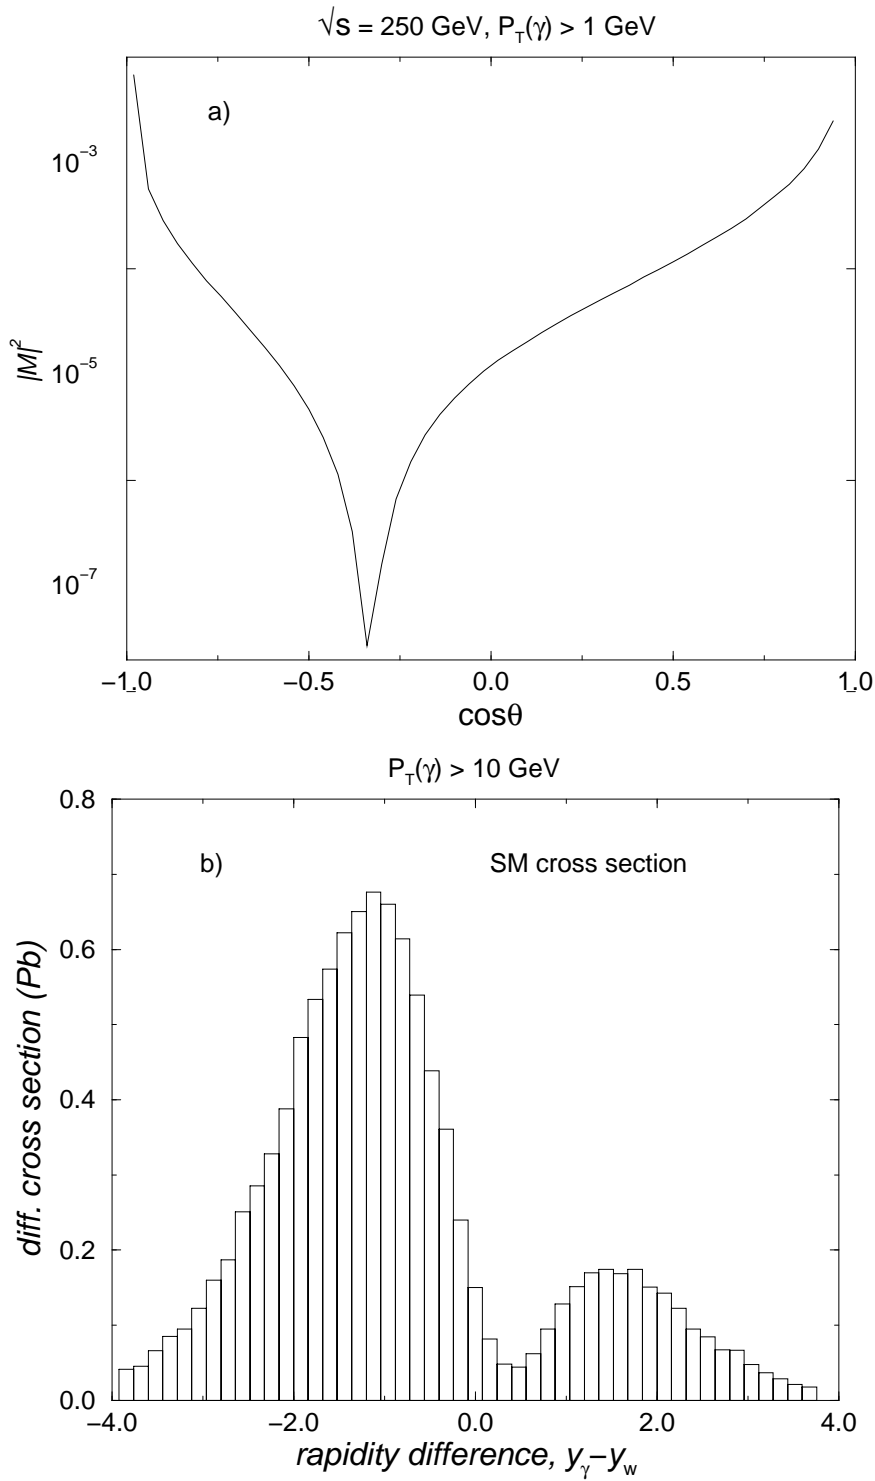 √s = 250 GeV, P_T(γ) > 1 GeV
a)
10⁻³
10⁻⁵
10⁻⁷
|M|²
−1.0 −0.5 0.0 0.5 1.0
cosθ
P_T(γ) > 10 GeV
b) SM cross section
0.8
0.6
0.4
0.2
0.0
diff. cross section (Pb)
−4.0 −2.0 0.0 2.0 4.0
rapidity difference, y_γ−y_w